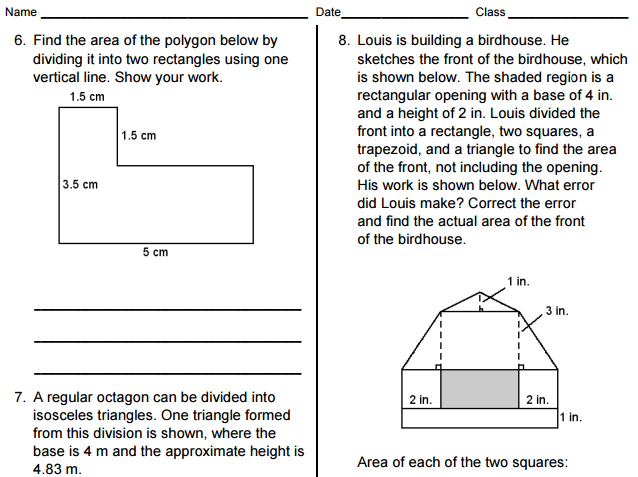 Name
Date
Class
6. Find the area of the polygon below by
dividing it into two rectangles using one
vertical line. Show your work.
1.5 cm
1.5 cm
3.5 cm
5 cm
7. A regular octagon can be divided into
isosceles triangles. One triangle formed
from this division is shown, where the
base is 4 m and the approximate height is
4.83 m.
8. Louis is building a birdhouse. He
sketches the front of the birdhouse, which
is shown below. The shaded region is a
rectangular opening with a base of 4 in.
and a height of 2 in. Louis divided the
front into a rectangle, two squares, a
trapezoid, and a triangle to find the area
of the front, not including the opening.
His work is shown below. What error
did Louis make? Correct the error
and find the actual area of the front
of the birdhouse.
1 in.
3 in.
2 in.
2 in.
1 in.
Area of each of the two squares: